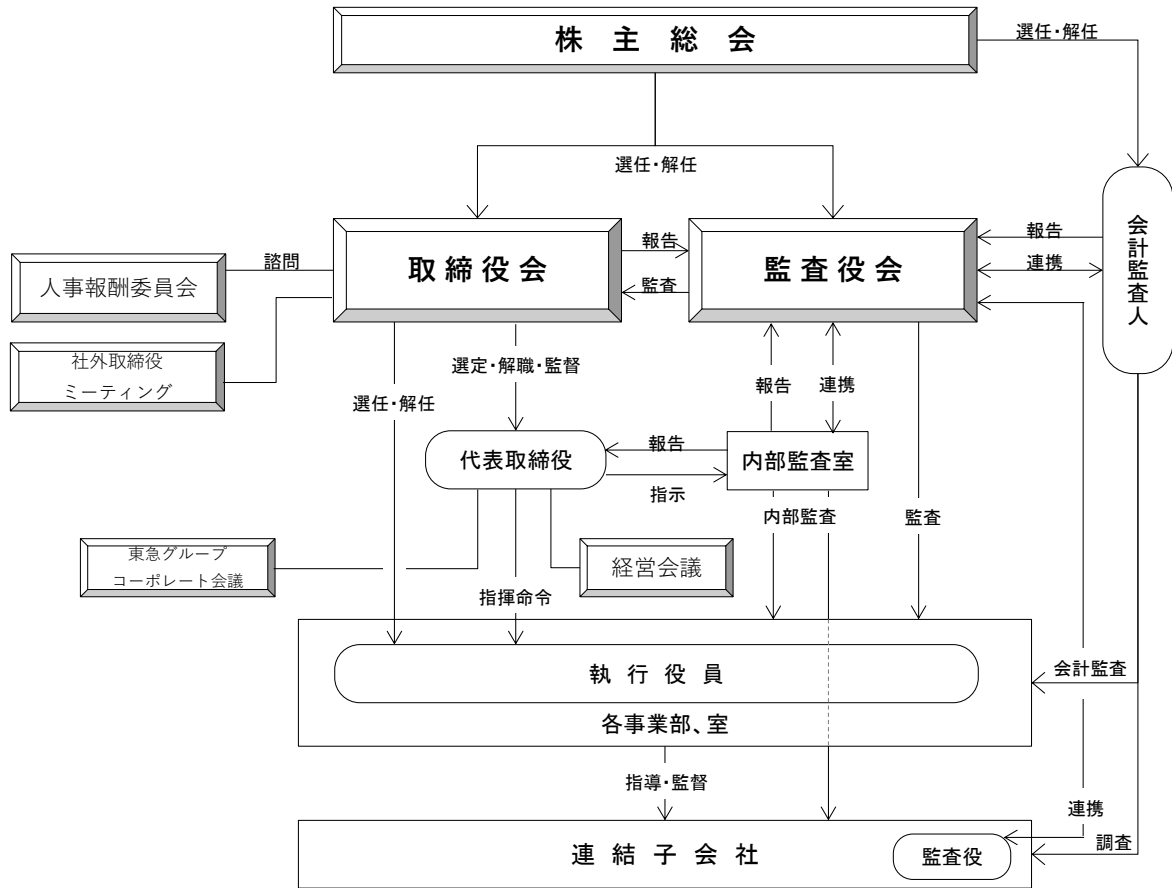 株主総会
選任・解任
選任・解任
会計監査人
取締役会
報告
監査
監査役会
報告
連携
諮問
人事報酬委員会
社外取締役
ミーティング
選任・解任
選定・解職・監督
報告
連携
代表取締役
報告
指示
内部監査室
内部監査
監査
東急グループ
コーポレート会議
経営会議
指揮命令
執行役員
各事業部、室
会計監査
指導・監督
連携
調査
連結子会社
監査役